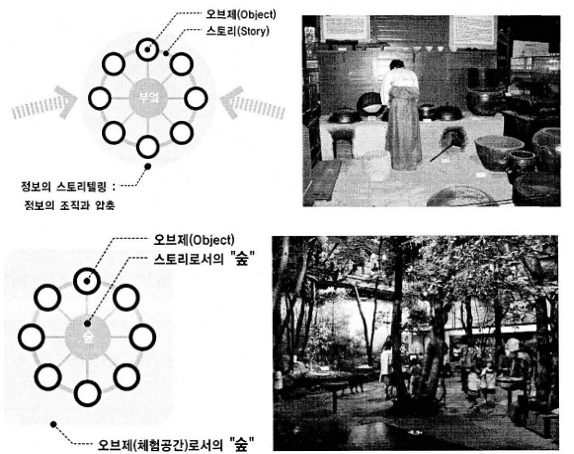 오브제(Object)
스토리(Story)
부엌
정보의 스토리텔링 :
정보의 조직과 압축
오브제(Object)
스토리로서의 "숲"
숲
오브제(체험공간)로서의 "숲"